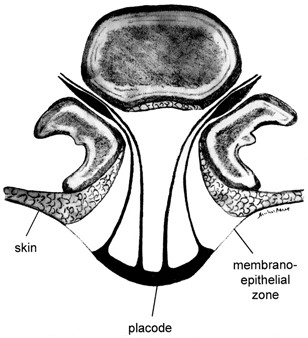 skin
membrano-
epithelial
zone
placode